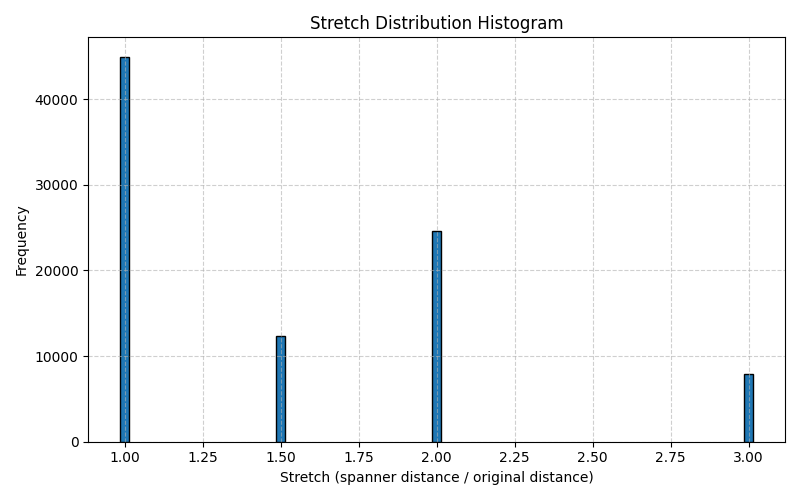 Stretch Distribution Histogram
Frequency
40000
30000
20000
10000
0
1.00 1.25 1.50 1.75 2.00 2.25 2.50 2.75 3.00
Stretch (spanner distance / original distance)